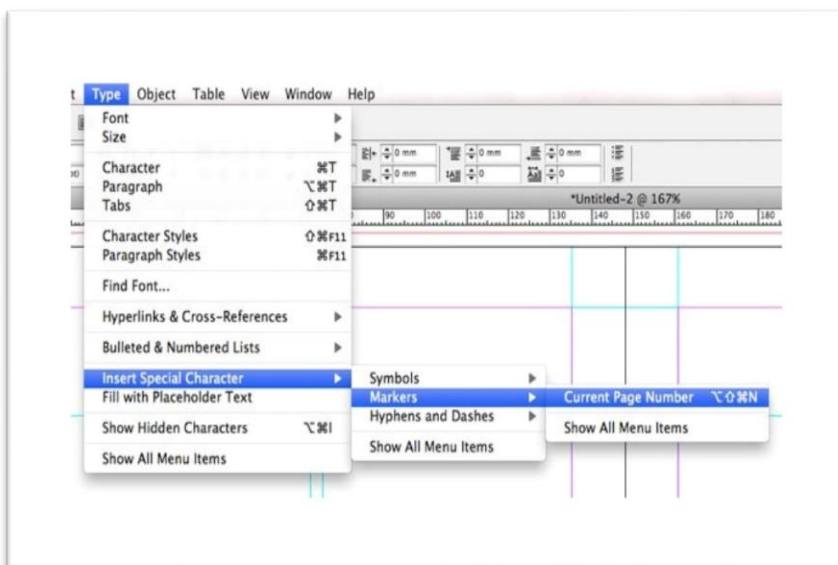 t Type Object Table View Window Help
Font
Size
Character ⌘T
Paragraph ⌥⌘T
Tabs ⇧⌘T
Character Styles ⇧⌘F11
Paragraph Styles ⌘F11
Find Font...
Hyperlinks & Cross-References
Bulleted & Numbered Lists
Insert Special Character
Fill with Placeholder Text
Show Hidden Characters ⌥⌘I
Show All Menu Items
Symbols
Markers
Hyphens and Dashes
Show All Menu Items
Current Page Number ⌥⇧⌘N
Show All Menu Items
0 mm 0 mm 0 mm
0 mm 0 0
*Untitled-2 @ 167%
90 100 110 120 130 140 150 160 170 180